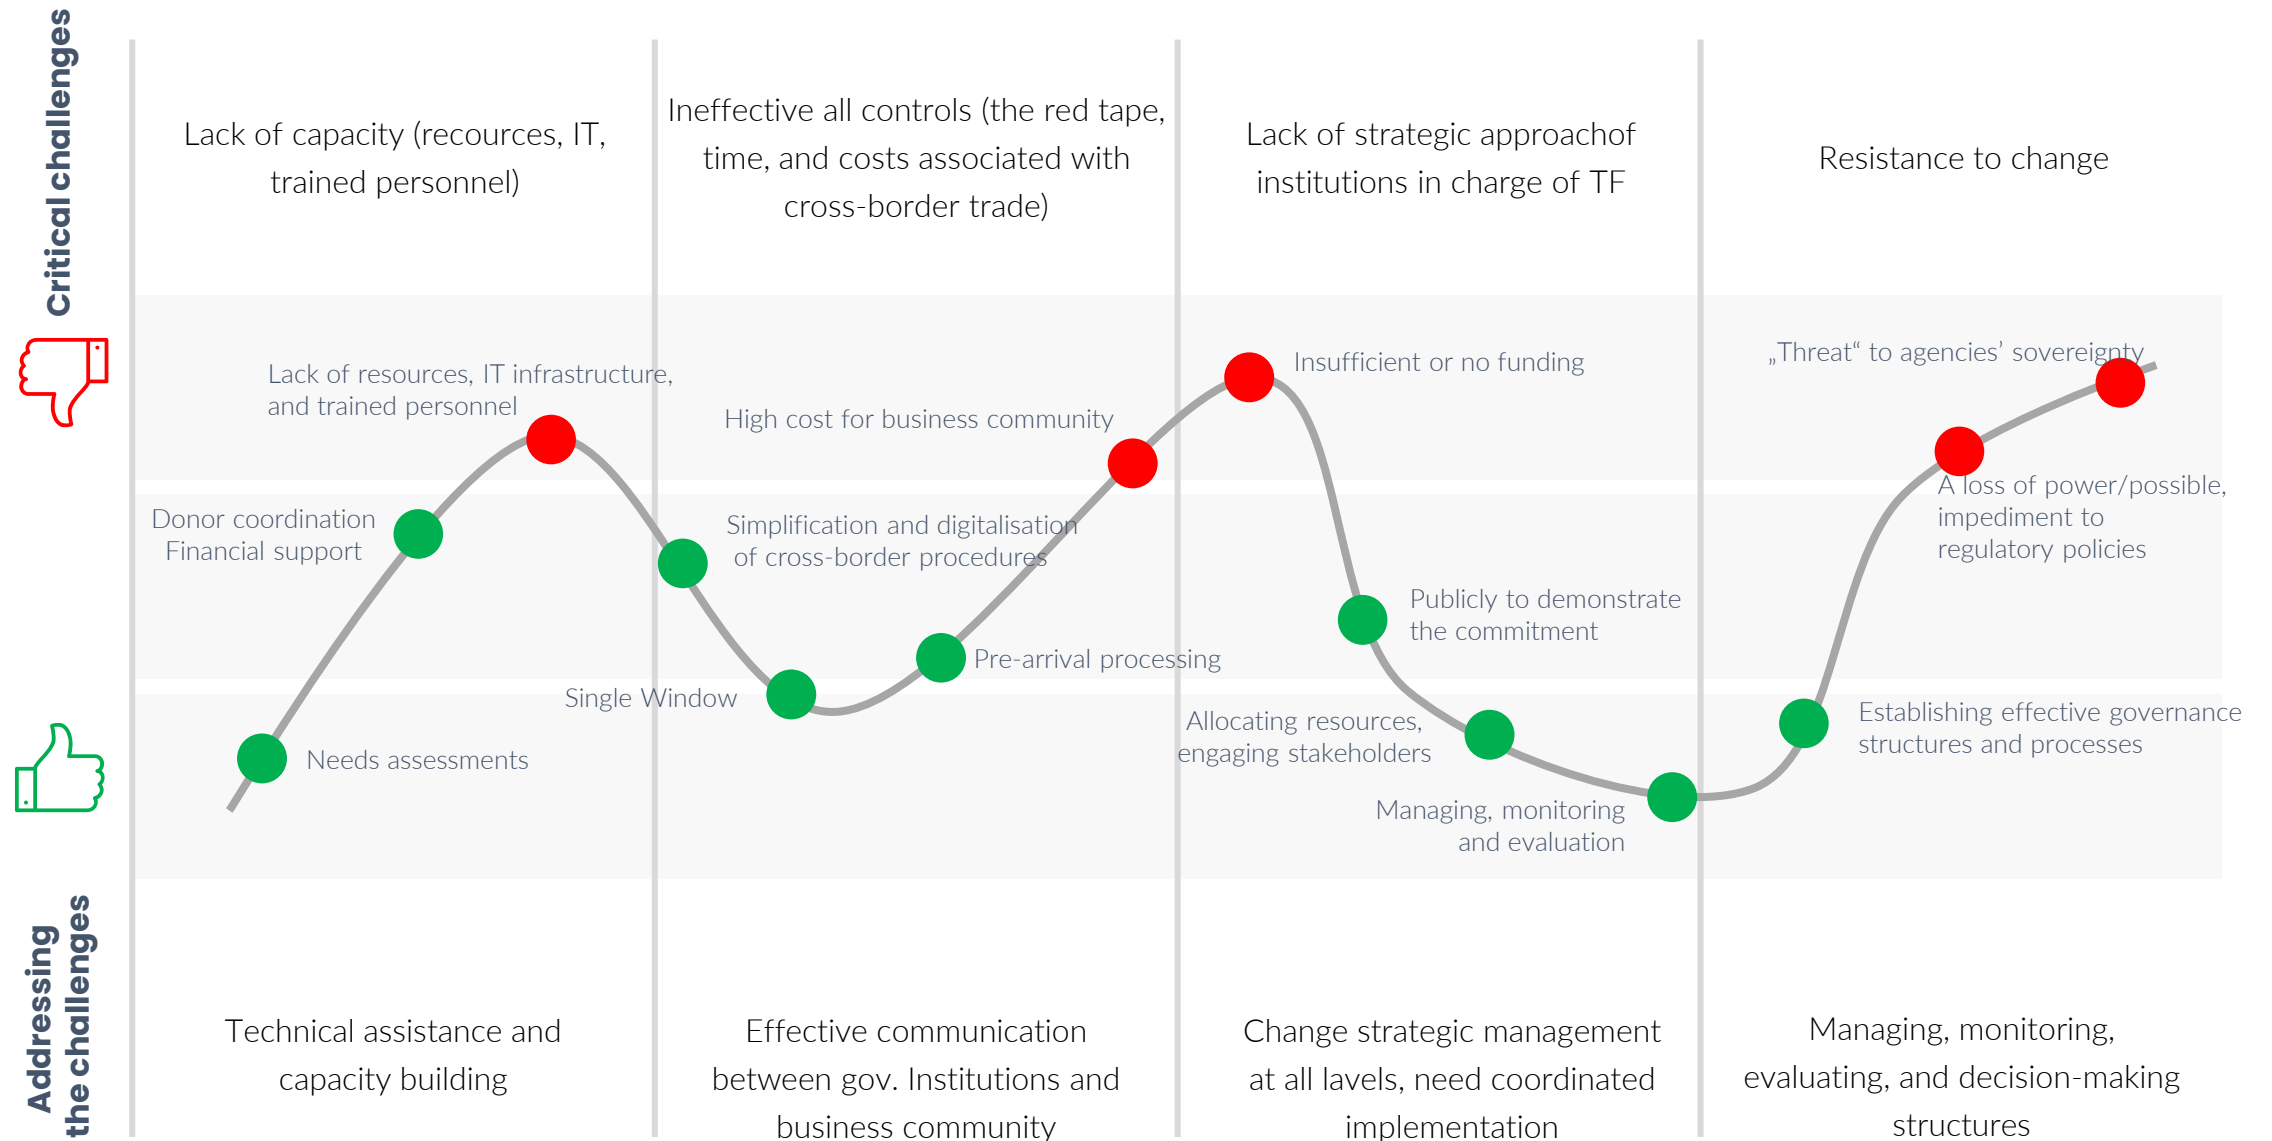 Critical challenges
Lack of capacity (recources, IT,
trained personnel)
Ineffective all controls (the red tape,
time, and costs associated with
cross-border trade)
Lack of strategic approachof
institutions in charge of TF
Resistance to change
Lack of resources, IT infrastructure,
and trained personnel
Donor coordination
Financial support
Needs assessments
High cost for business community
Simplification and digitalisation
of cross-border procedures
Single Window
Pre-arrival processing
Insufficient or no funding
Publicly to demonstrate
the commitment
Allocating resources,
engaging stakeholders
Managing, monitoring
and evaluation
„Threat“ to agencies’ sovereignty
A loss of power/possible,
impediment to
regulatory policies
Establishing effective governance
structures and processes
Addressing
the challenges
Technical assistance and
capacity building
Effective communication
between gov. Institutions and
business community
Change strategic management
at all lavels, need coordinated
implementation
Managing, monitoring,
evaluating, and decision-making
structures